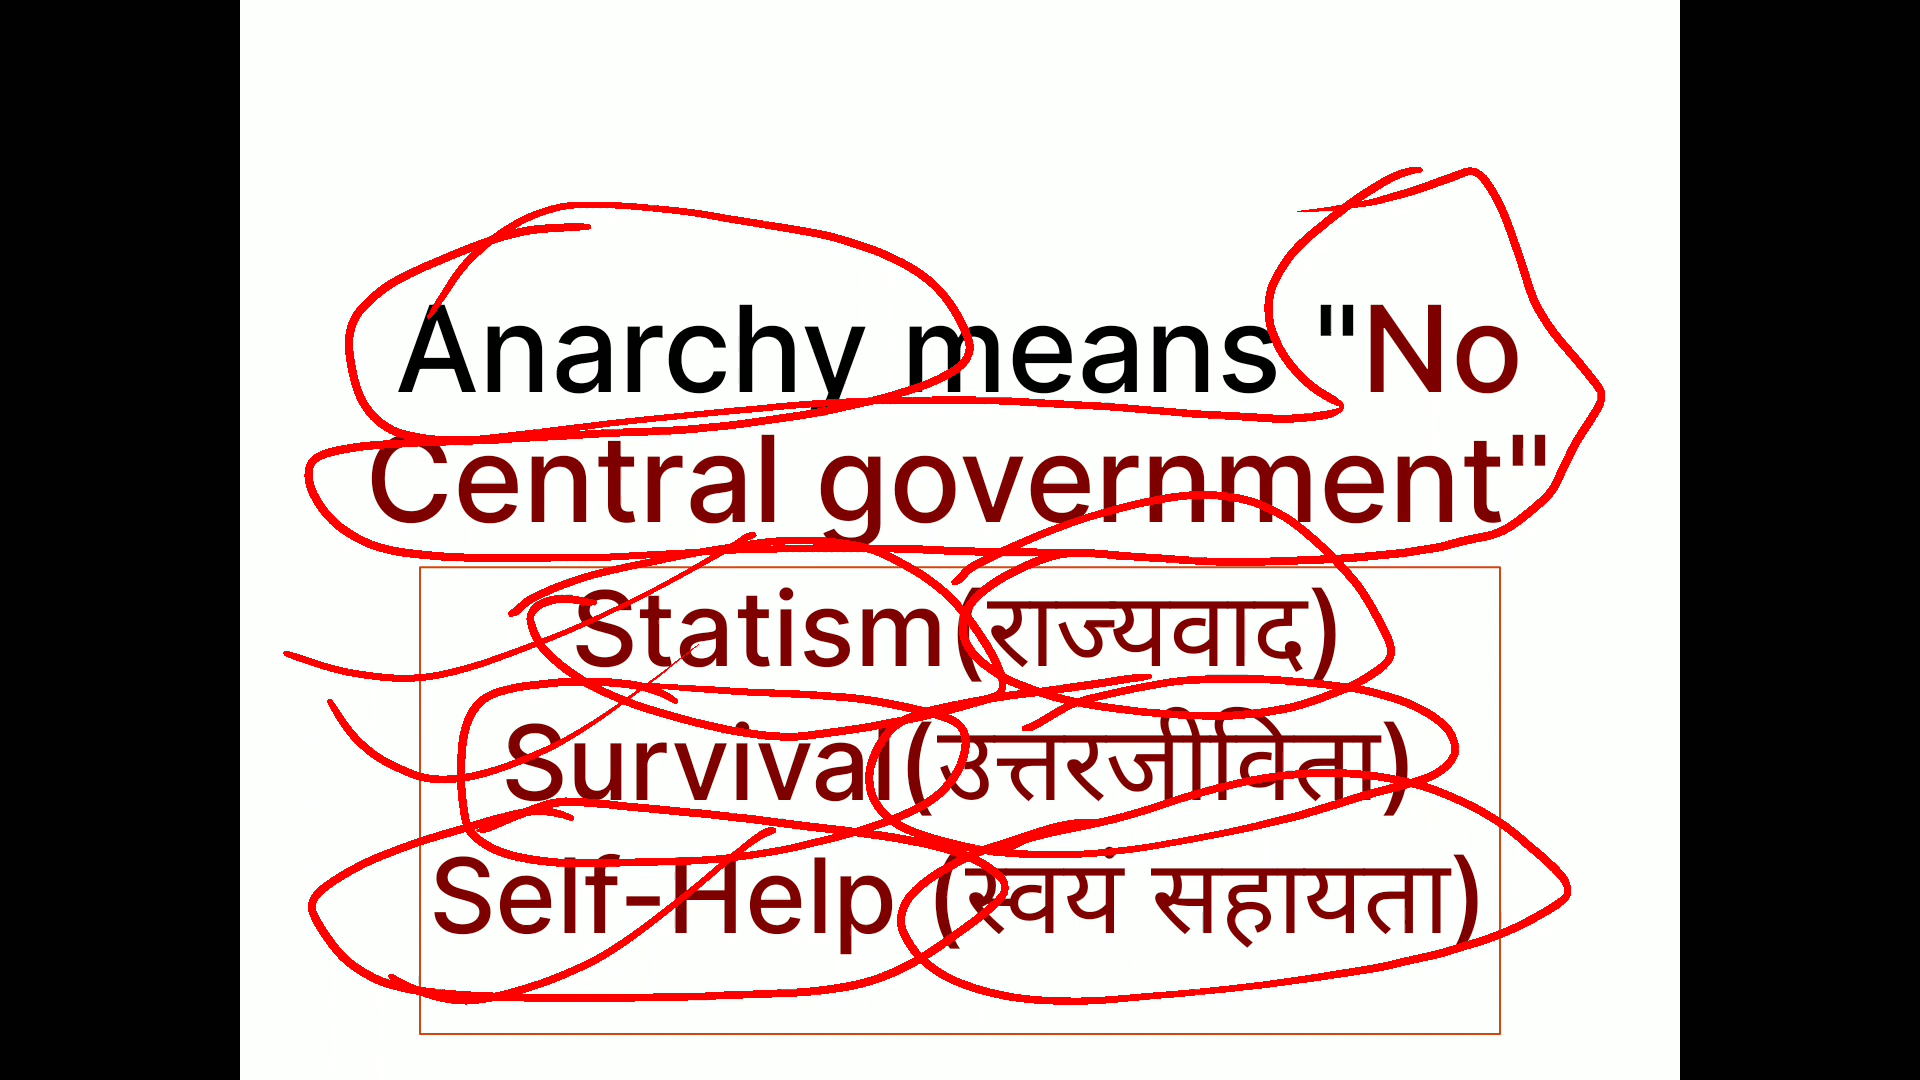 Anarchy means "No
Central government"
Statism(राज्यवाद)
Survival(उत्तरजीविता)
Self-Help (स्वयं सहायता)